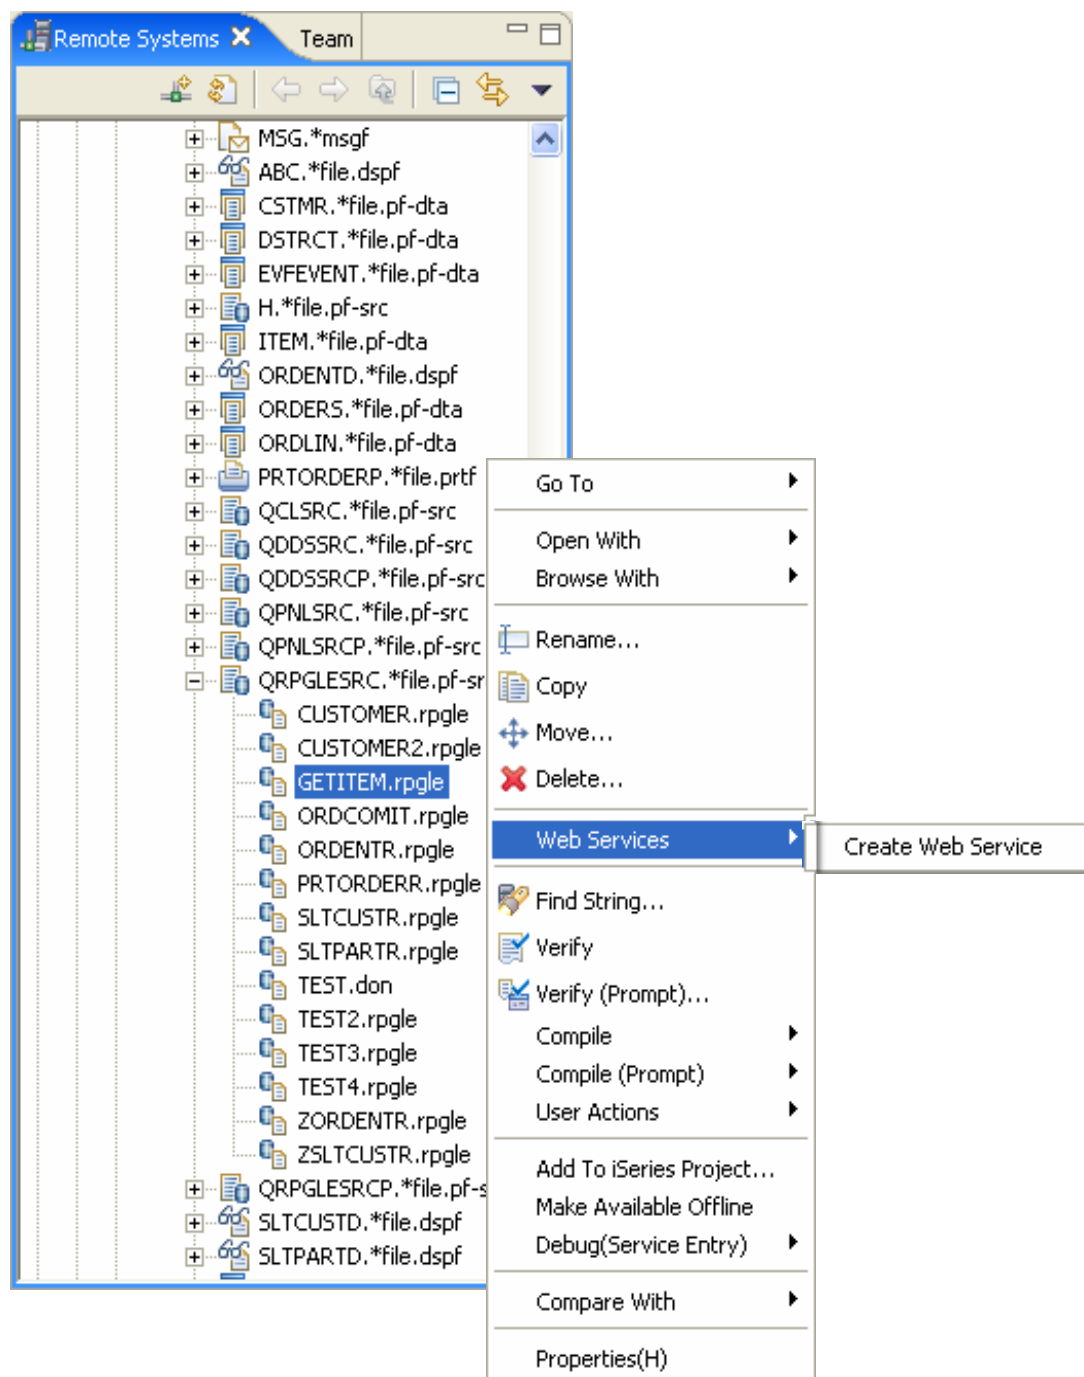 Remote Systems
Team
MSG.*msgf
ABC.*file.dspf
CSTMR.*file.pf-dta
DSTRCT.*file.pf-dta
EVFEVENT.*file.pf-dta
H.*file.pf-src
ITEM.*file.pf-dta
ORDENTD.*file.dspf
ORDERS.*file.pf-dta
ORDLIN.*file.pf-dta
PRTORDERP.*file.prtf
QCLSRC.*file.pf-src
QDDSSRC.*file.pf-src
QDDSSRCP.*file.pf-src
QPNLSRC.*file.pf-src
QPNLSRCP.*file.pf-src
QRPGLESRC.*file.pf-sr
CUSTOMER.rpgle
CUSTOMER2.rpgle
GETITEM.rpgle
ORDCOMIT.rpgle
ORDENTR.rpgle
PRTORDERR.rpgle
SLTCUSTR.rpgle
SLTPARTR.rpgle
TEST.don
TEST2.rpgle
TEST3.rpgle
TEST4.rpgle
ZORDENTR.rpgle
ZSLTCUSTR.rpgle
QRPGLESRCP.*file.pf-s
SLTCUSTD.*file.dspf
SLTPARTD.*file.dspf
Go To
Open With
Browse With
Rename...
Copy
Move...
Delete...
Web Services
Create Web Service
Find String...
Verify
Verify (Prompt)...
Compile
Compile (Prompt)
User Actions
Add To iSeries Project...
Make Available Offline
Debug(Service Entry)
Compare With
Properties(H)